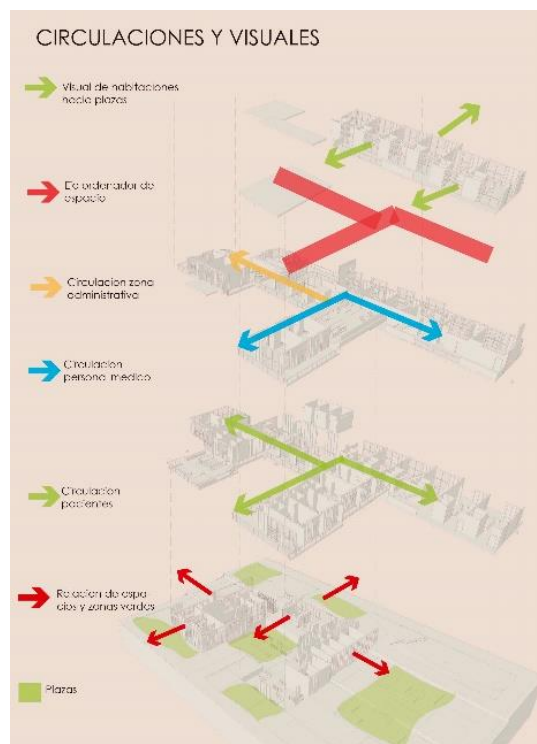 CIRCULACIONES Y VISUALES
Visual de habitaciones
hacia plazas
Eje ordenador de
espacio
Circulacion zona
administrativa
Circulacion
personal medico
Circulacion
pacientes
Relacion de espa
cios y zonas verdes
Plazas